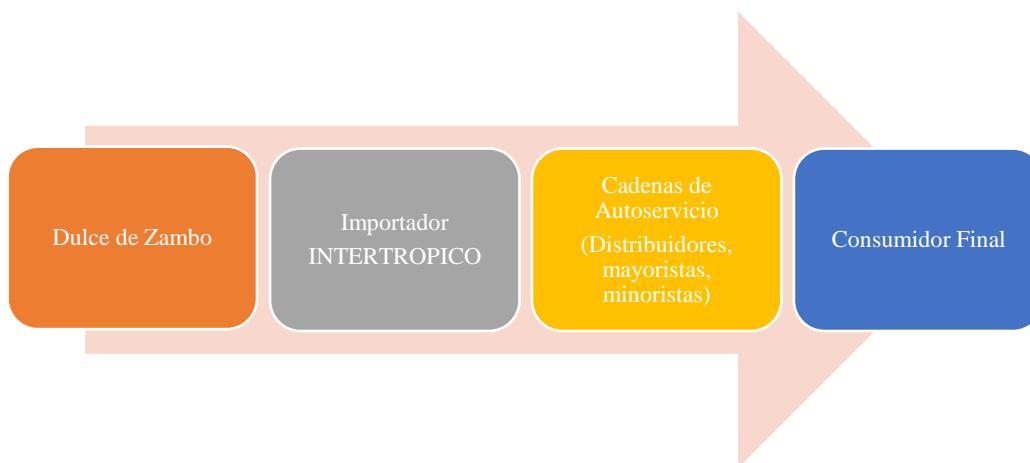 Dulce de Zambo
Importador
INTERTROPICO
Cadenas de
Autoservicio
(Distribuidores,
mayoristas,
minoristas)
Consumidor Final